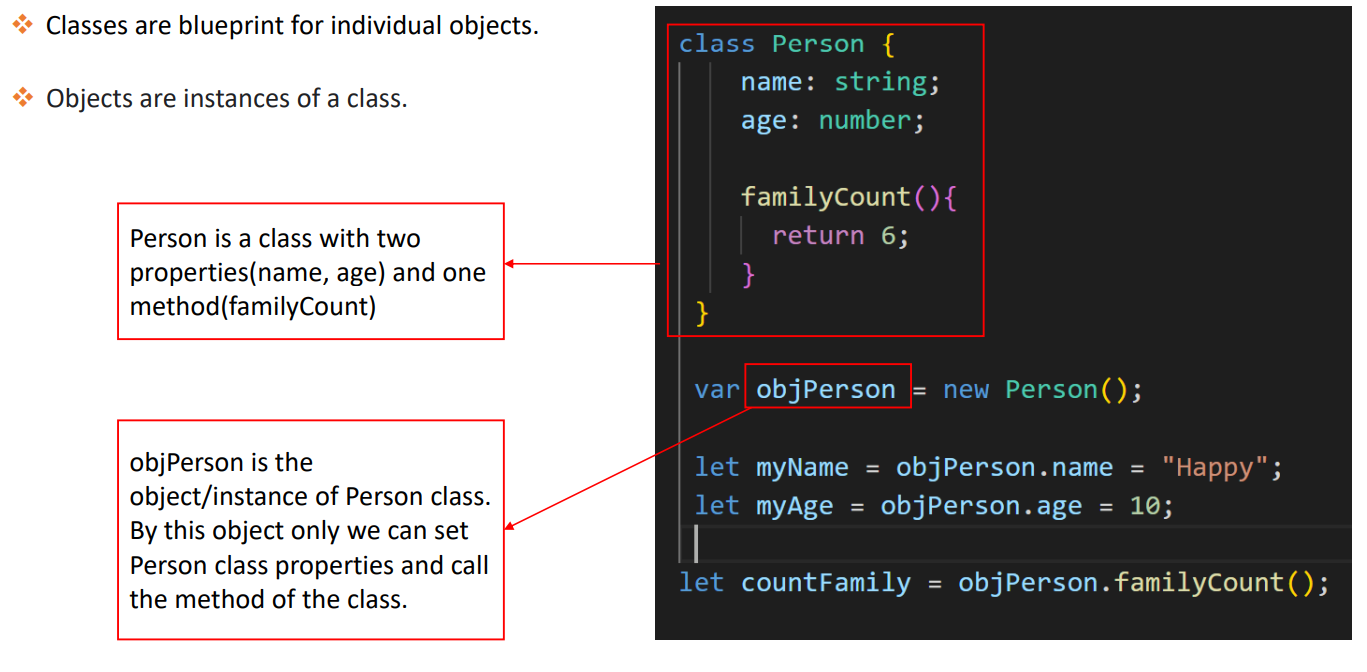 Classes are blueprint for individual objects.
Objects are instances of a class.
Person is a class with two
properties(name, age) and one
method(familyCount)
objPerson is the
object/instance of Person class.
By this object only we can set
Person class properties and call
the method of the class.
class Person {
name: string;
age: number;
familyCount(){
return 6;
}
}
var objPerson = new Person();
let myName = objPerson.name = "Happy";
let myAge = objPerson.age = 10;
let countFamily = objPerson.familyCount();